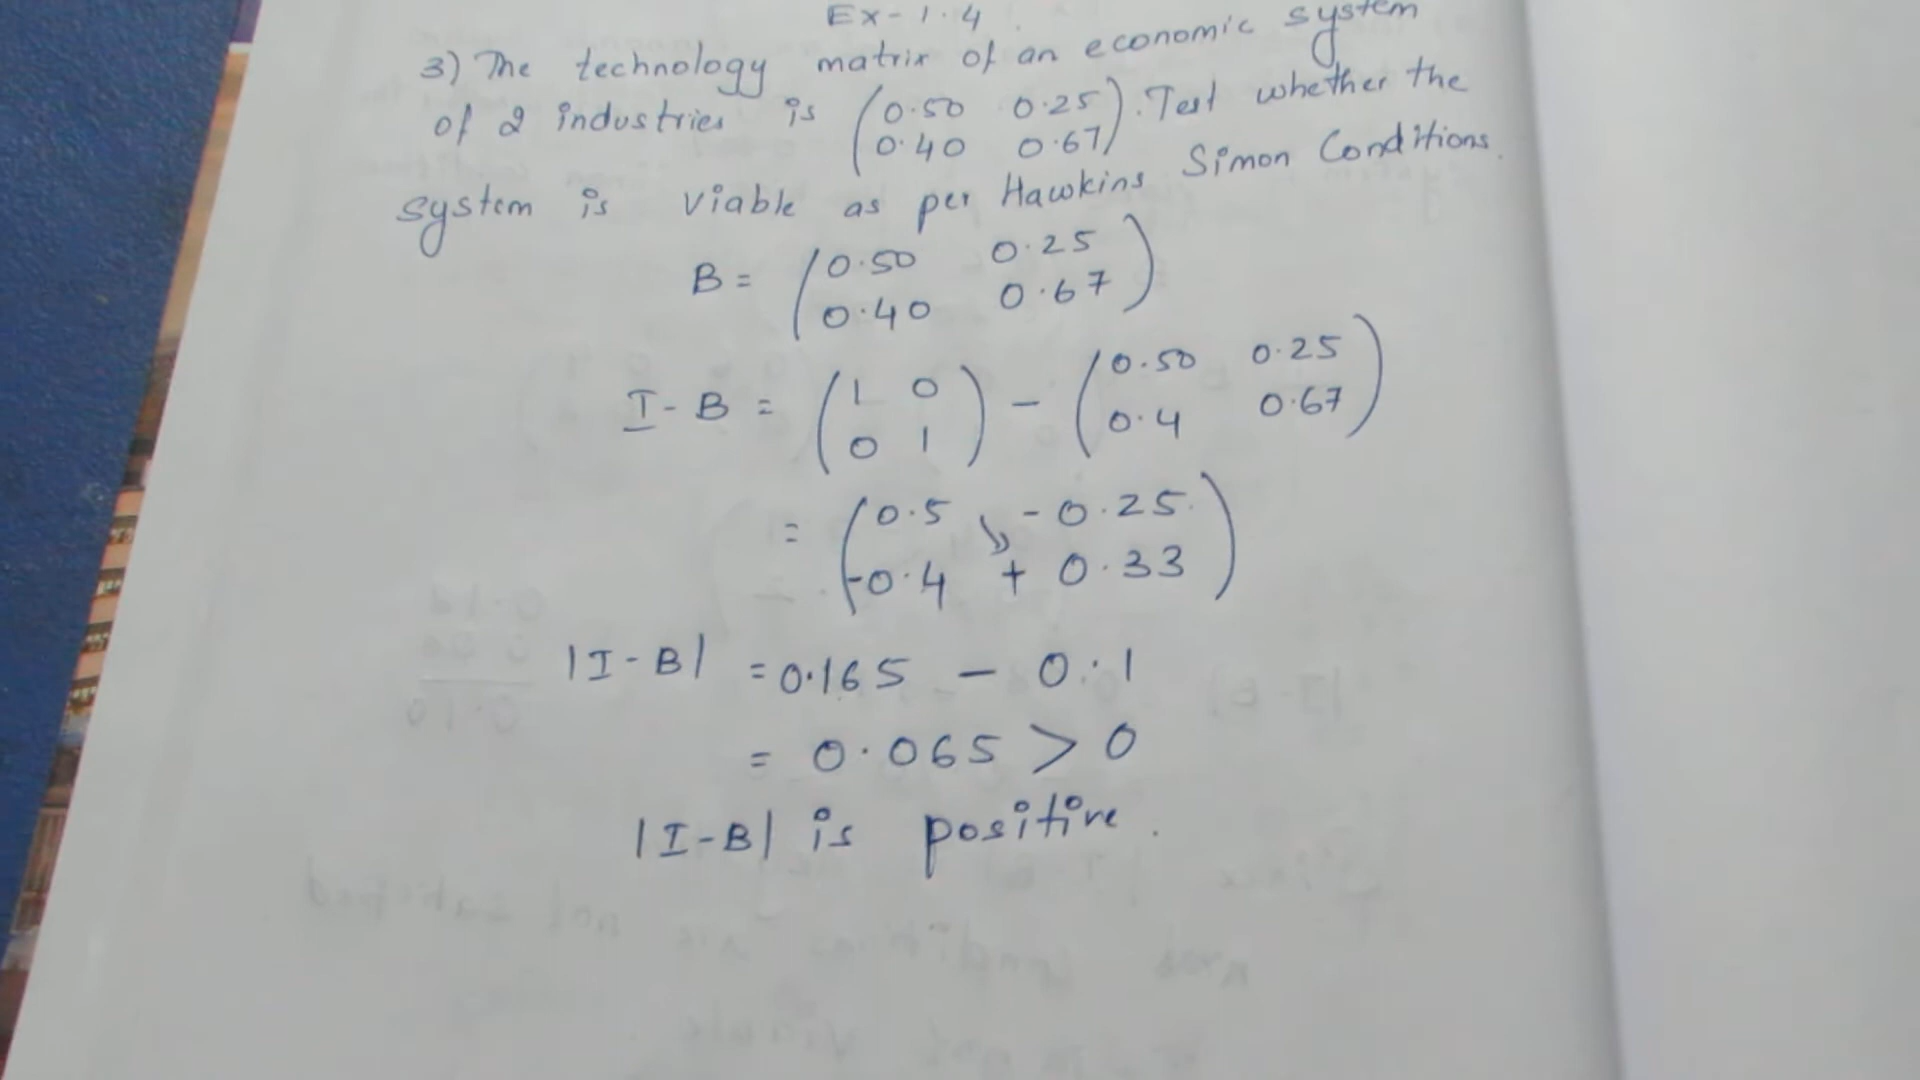 Ex-1.4
3) The technology matrix of an economic system
of 2 industries is (0.50 0.25
0.40 0.67). Test whether the
system is viable as per Hawkins Simon Conditions.
B = (0.50 0.25
0.40 0.67)
I-B = (1 0
0 1) - (0.50 0.25
0.4 0.67)
= (0.5 -0.25
-0.4 + 0.33)
|I-B| = 0.165 - 0.1
= 0.065 > 0
|I-B| is positive.